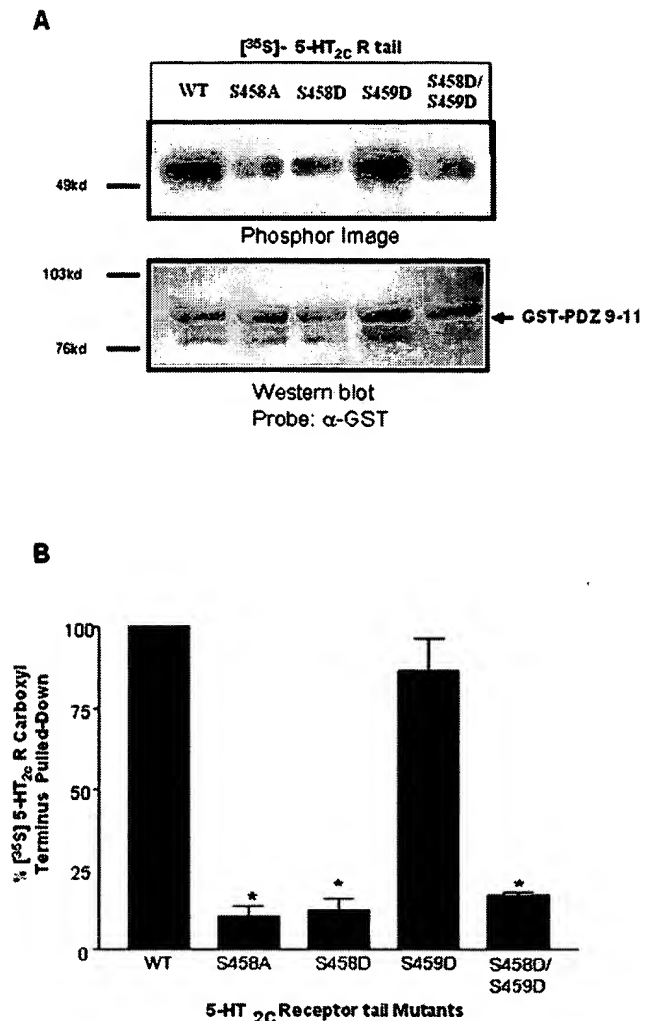 A
[³⁵S]- 5-HT₂C R tail
WT S458A S458D S459D S458D/
S459D
49kd
Phosphor Image
103kd
GST-PDZ 9-11
76kd
Western blot
Probe: α-GST
B
% [³⁵S] 5-HT₂C R Carboxyl
Terminus Pulled-Down
100
75
50
25
0
* * *
WT S458A S458D S459D S458D/
S459D
5-HT ₂C Receptor tail Mutants